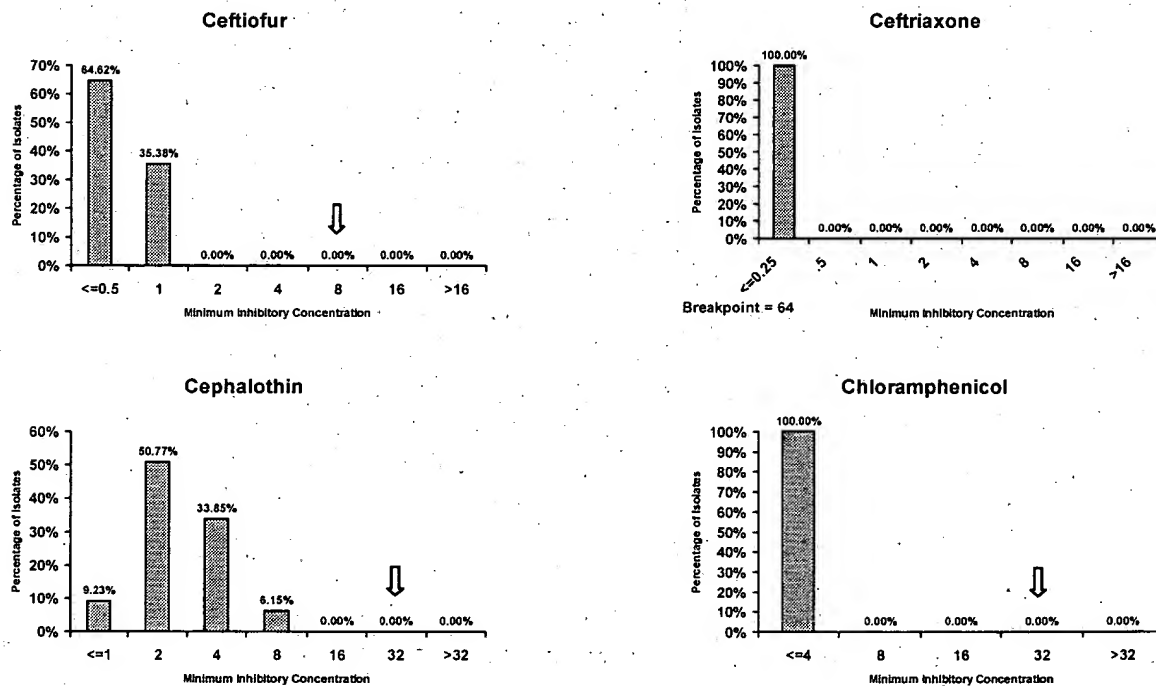 Ceftiofur
Percentage of Isolates
70%
60%
50%
40%
30%
20%
10%
0%
64.62%
35.38%
0.00%
0.00%
0.00%
0.00%
0.00%
<=0.5 1 2 4 8 16 >16
Minimum Inhibitory Concentration
Ceftriaxone
Percentage of Isolates
100%
90%
80%
70%
60%
50%
40%
30%
20%
10%
0%
100.00%
0.00% 0.00% 0.00% 0.00% 0.00% 0.00% 0.00%
<=0.25 .5 1 2 4 8 16 >16
Breakpoint = 64
Minimum Inhibitory Concentration
Cephalothin
Percentage of Isolates
60%
50%
40%
30%
20%
10%
0%
9.23%
50.77%
33.85%
6.15%
0.00% 0.00% 0.00%
<=1 2 4 8 16 32 >32
Minimum Inhibitory Concentration
Chloramphenicol
Percentage of Isolates
100%
90%
80%
70%
60%
50%
40%
30%
20%
10%
0%
100.00%
0.00% 0.00% 0.00% 0.00%
<=4 8 16 32 >32
Minimum Inhibitory Concentration